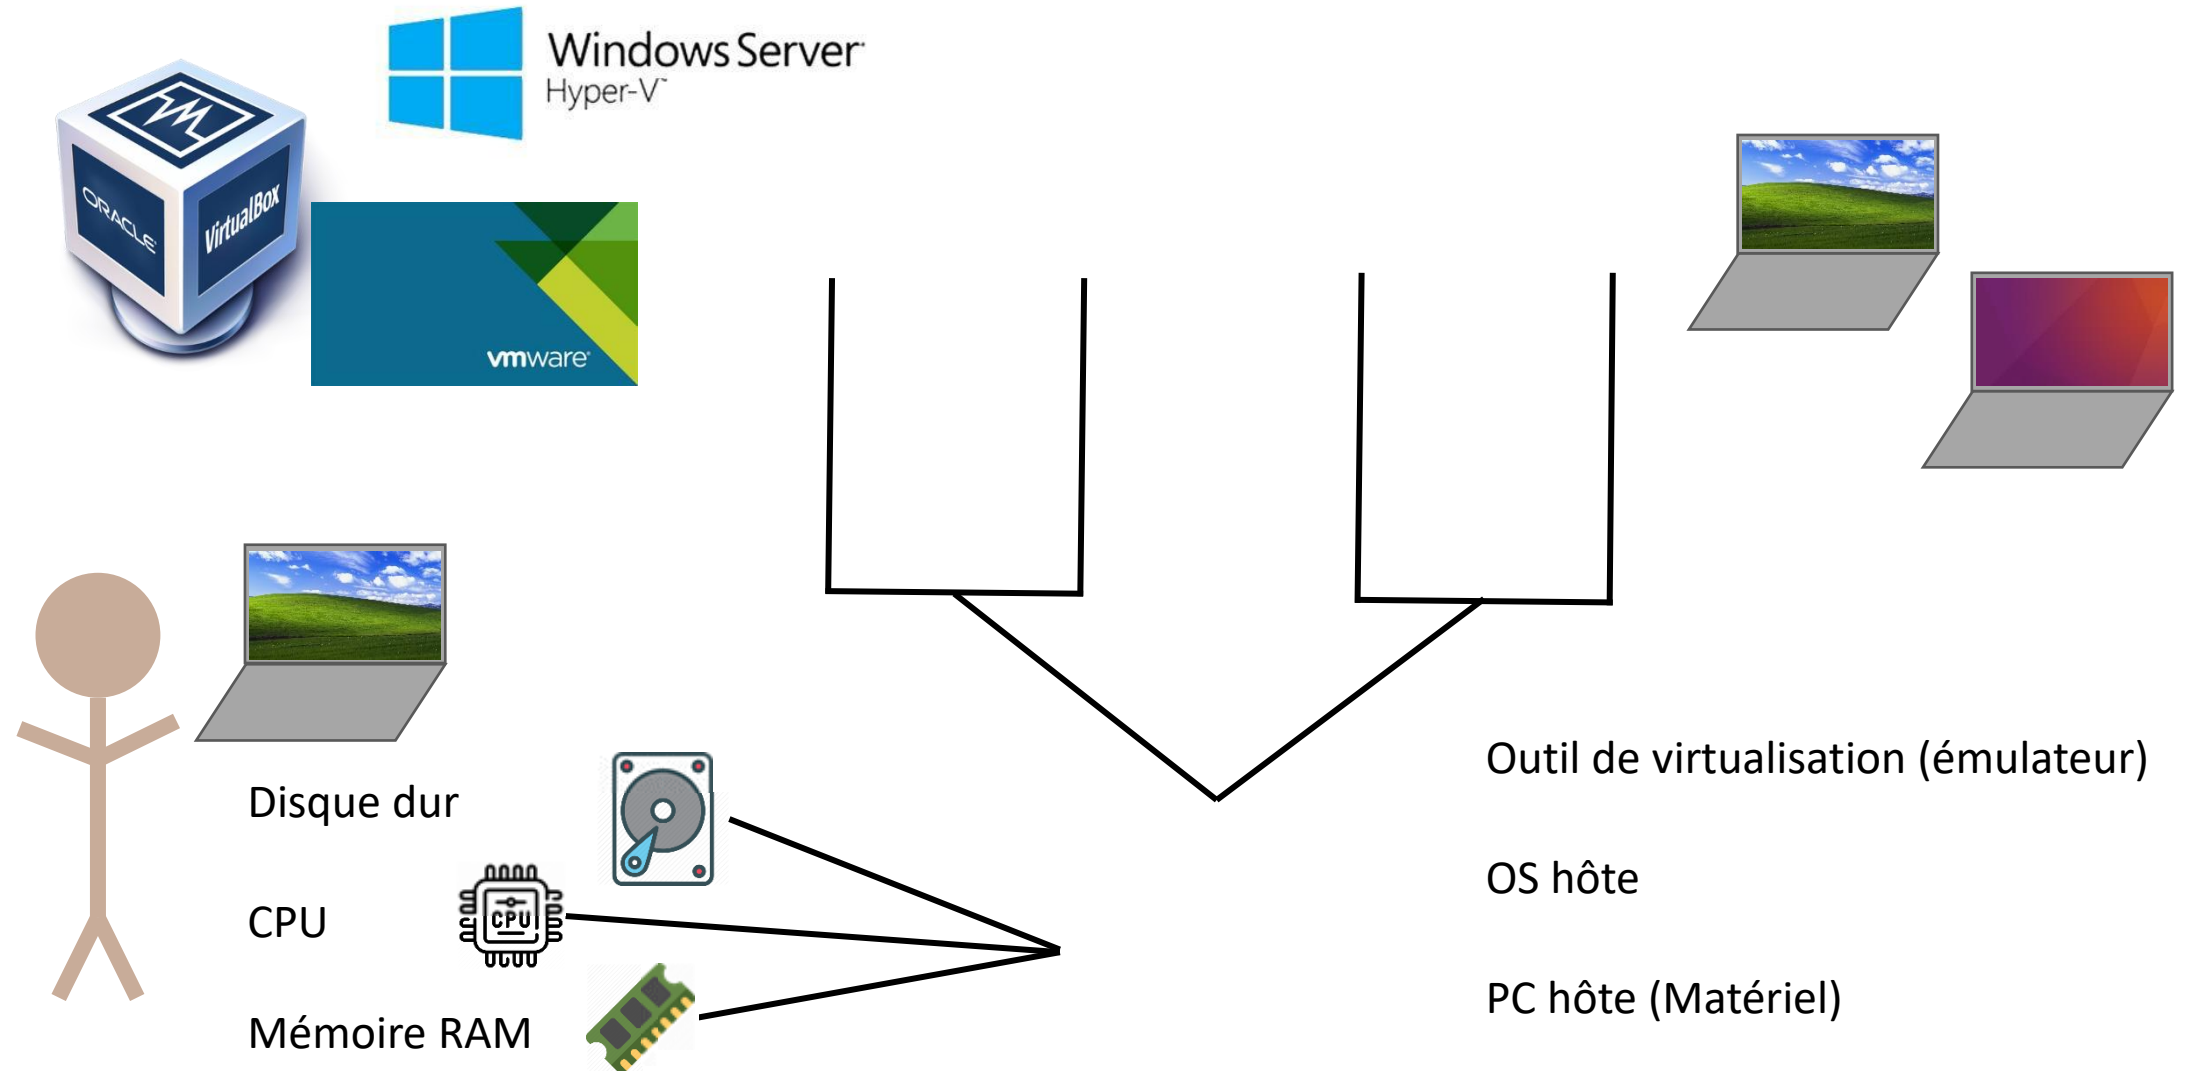 Windows Server
Hyper-V
ORACLE
VirtualBox
vmware
Outil de virtualisation (émulateur)
Disque dur
OS hôte
CPU
CPU
PC hôte (Matériel)
Mémoire RAM